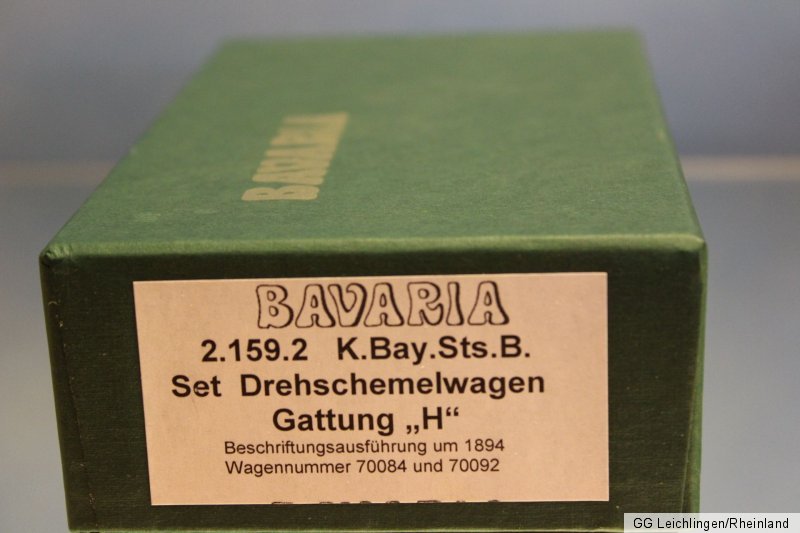 BAVARIA
BAVARIA
2.159.2 K.Bay.Sts.B.
Set Drehschemelwagen
Gattung „H“
Beschriftungsausführung um 1894
Wagennummer 70084 und 70092
GG Leichlingen/Rheinland